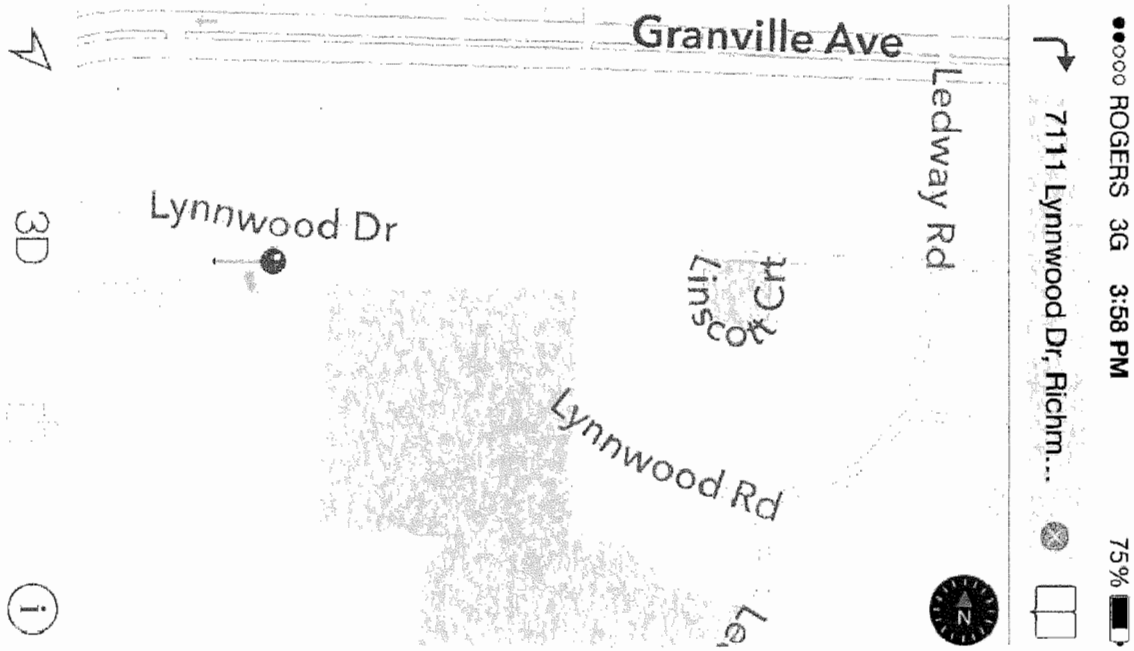 ●●○○○ ROGERS 3G 3:58 PM 75%
7111 Lynnwood Dr, Richm...
Granville Ave
Ledway Rd
Lynnwood Dr
Linscott Crt
Lynnwood Rd
Le
3D
i
N